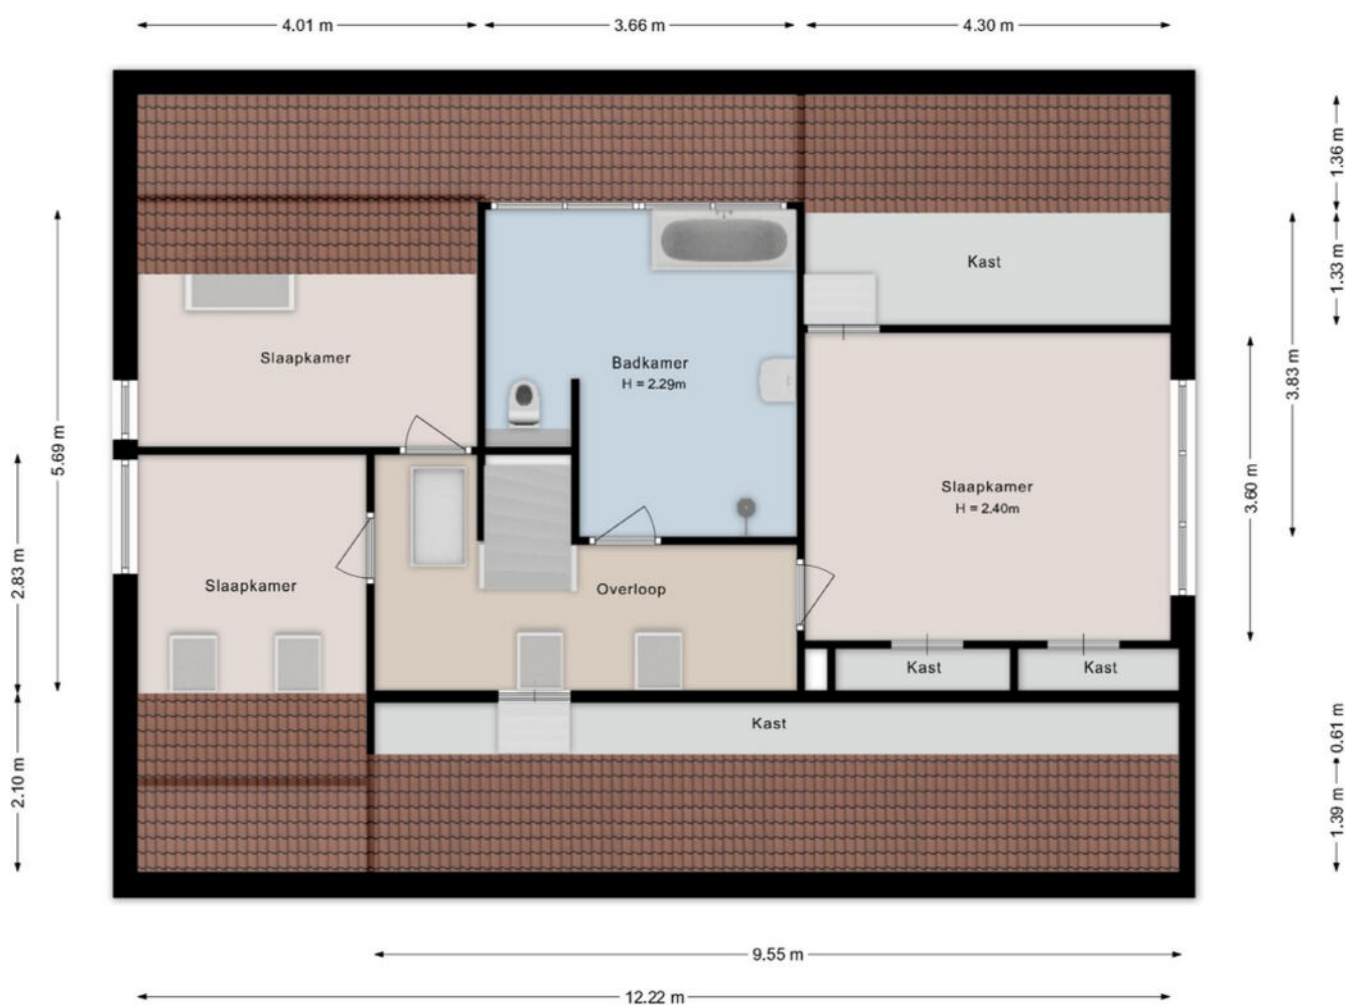 4.01 m
3.66 m
4.30 m
1.36 m
Kast
1.33 m
Slaapkamer
Badkamer
H = 2.29m
3.83 m
5.69 m
Slaapkamer
H = 2.40m
3.60 m
2.83 m
Slaapkamer
Overloop
Kast
Kast
Kast
0.61 m
2.10 m
1.39 m
9.55 m
12.22 m